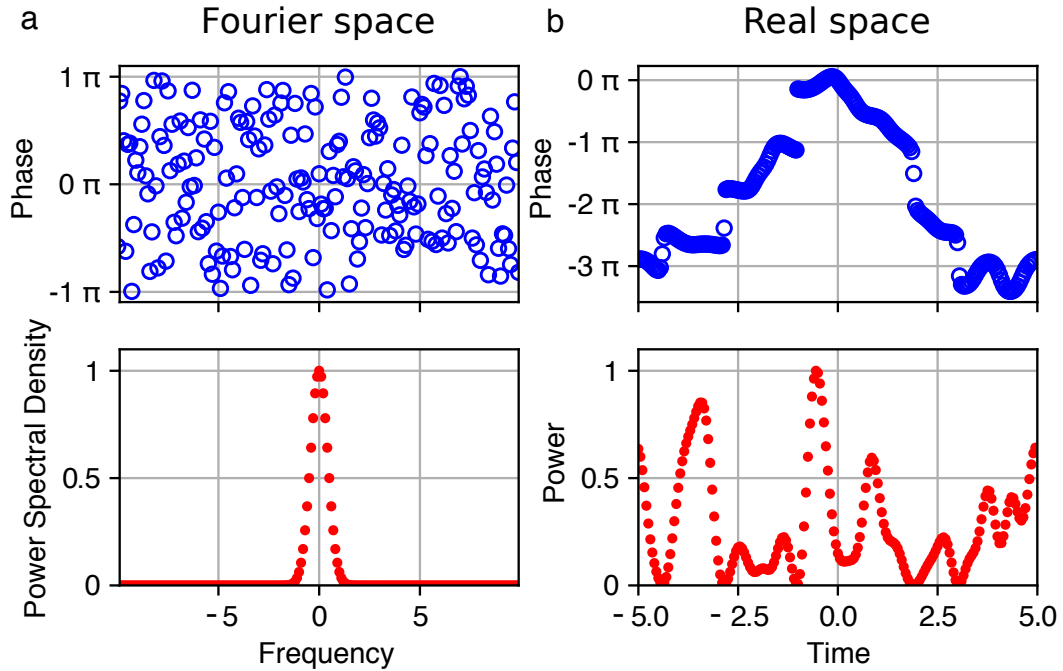 a
Fourier space
b
Real space
Phase
1 π
0 π
-1 π
Phase
0 π
-1 π
-2 π
-3 π
Power Spectral Density
1
0.5
0
-5
0
5
Frequency
Power
1
0.5
0
-5.0
-2.5
0.0
2.5
5.0
Time